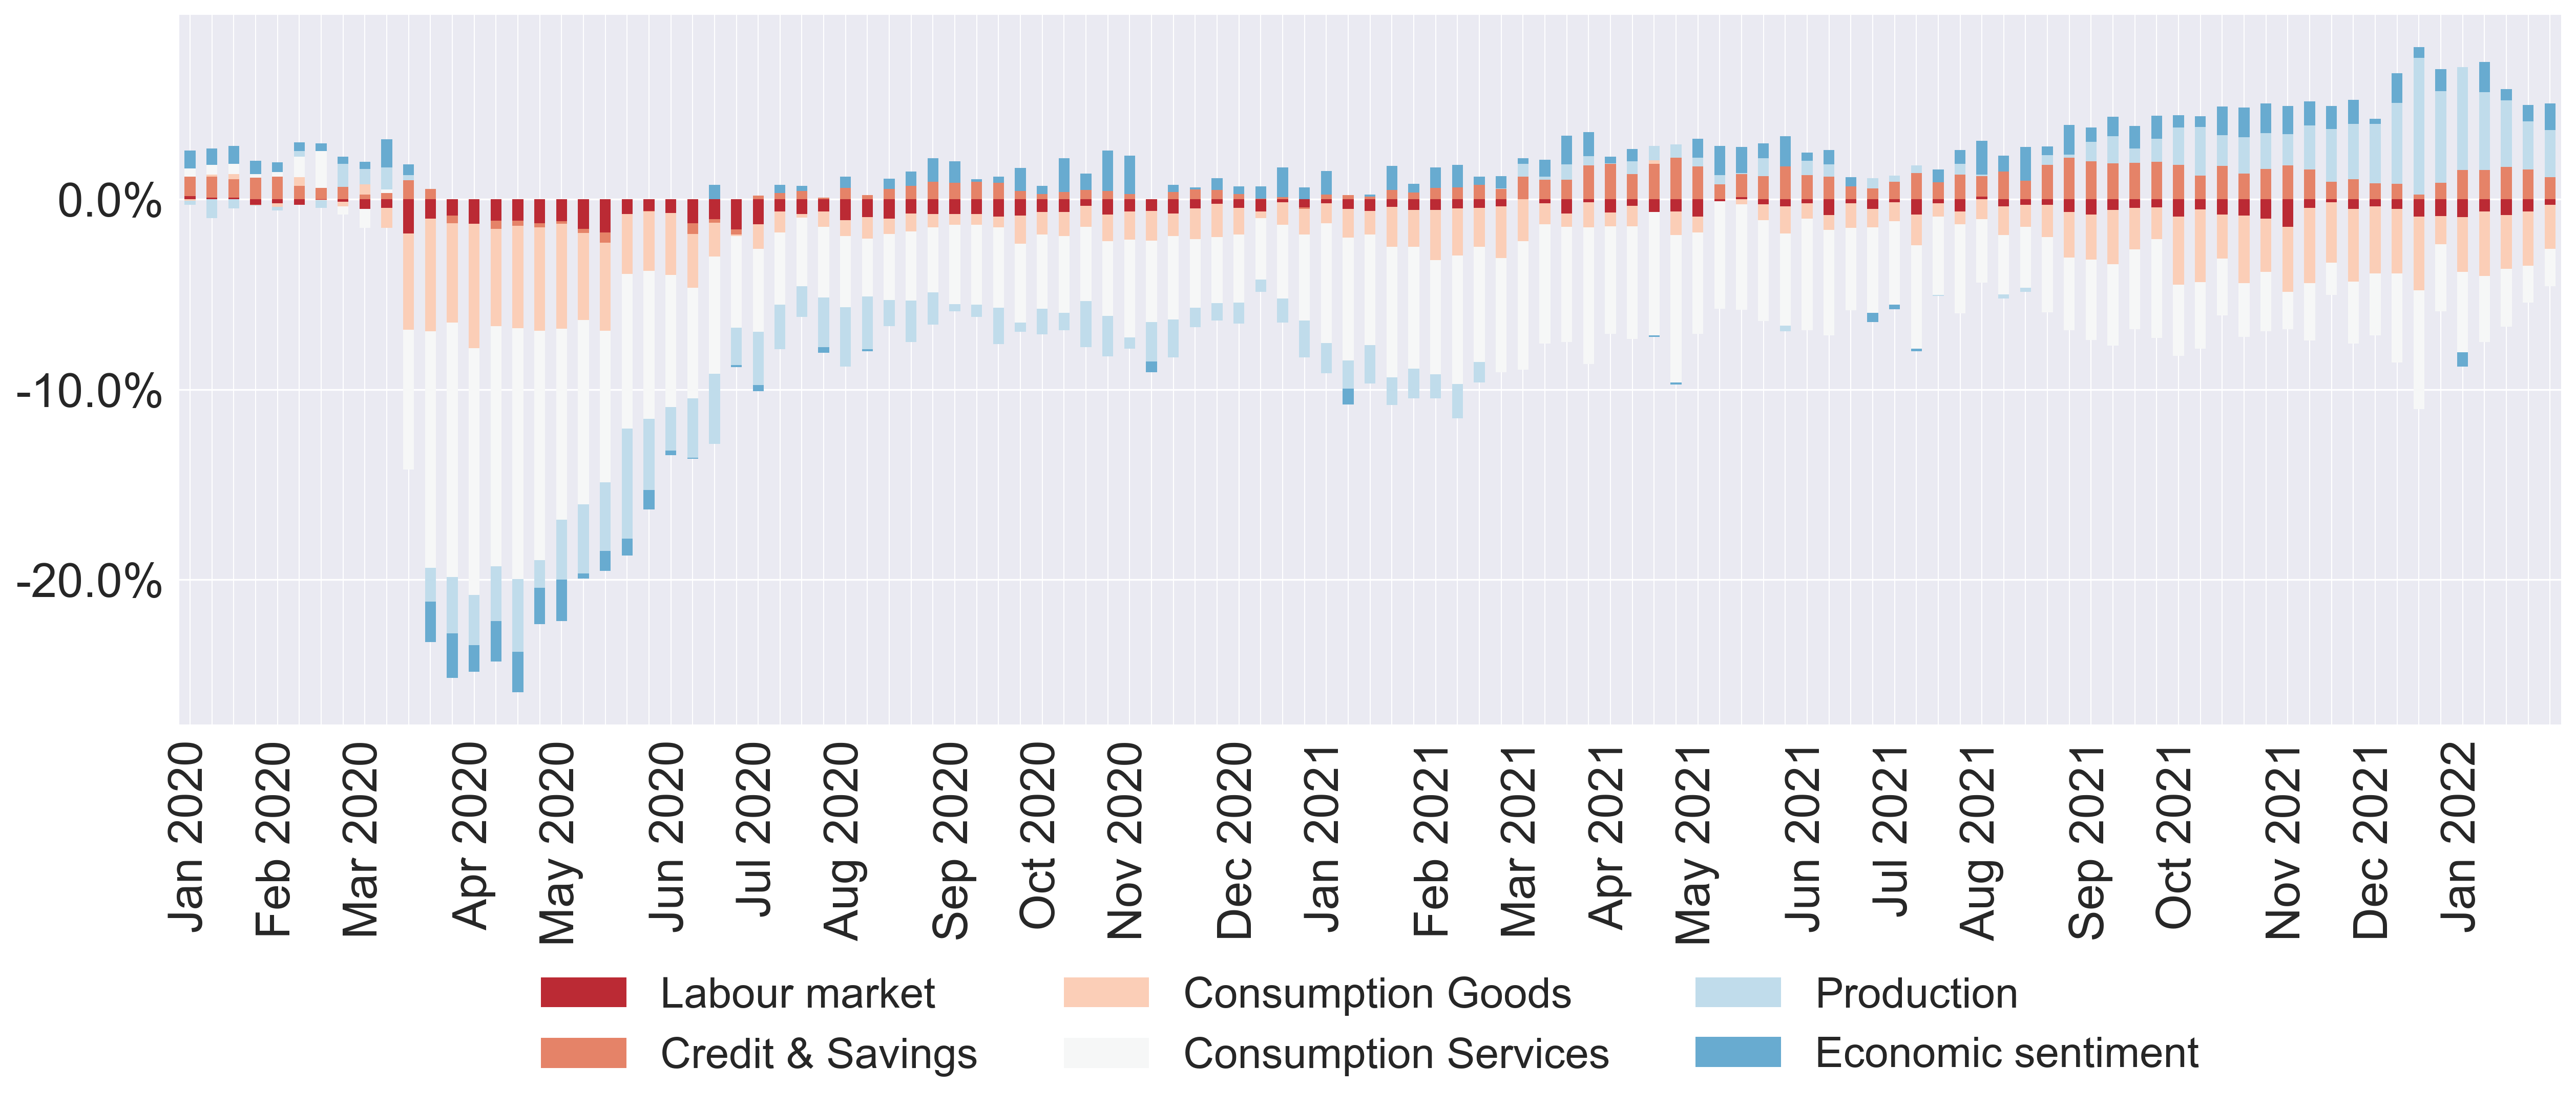 0.0%
-10.0%
-20.0%
Jan 2020
Feb 2020
Mar 2020
Apr 2020
May 2020
Jun 2020
Jul 2020
Aug 2020
Sep 2020
Oct 2020
Nov 2020
Dec 2020
Jan 2021
Feb 2021
Mar 2021
Apr 2021
May 2021
Jun 2021
Jul 2021
Aug 2021
Sep 2021
Oct 2021
Nov 2021
Dec 2021
Jan 2022
Labour market
Credit & Savings
Consumption Goods
Consumption Services
Production
Economic sentiment